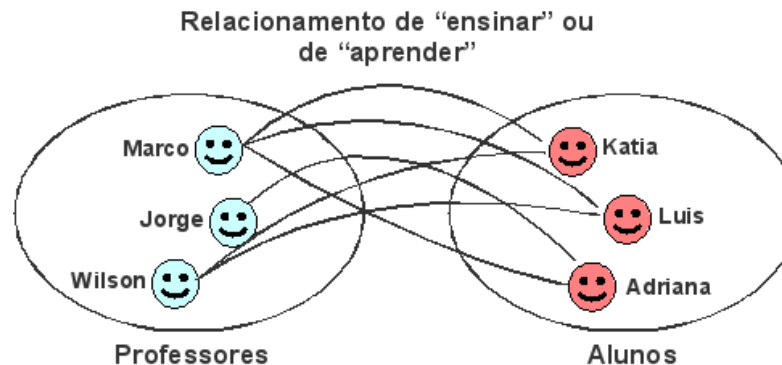 Relacionamento de “ensinar” ou
de “aprender”
Marco
Katia
Jorge
Luis
Wilson
Adriana
Professores
Alunos